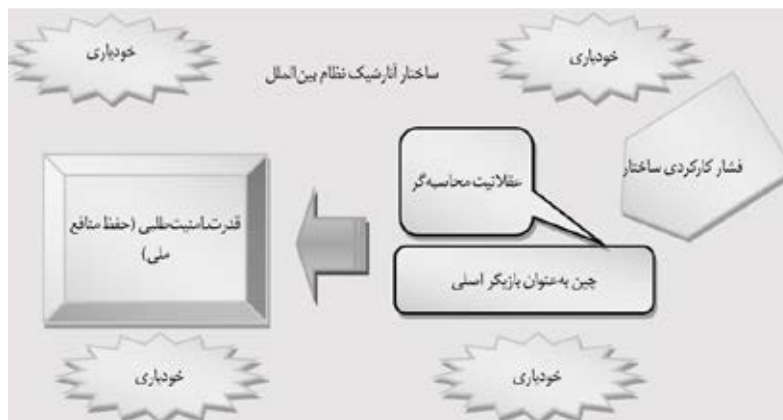 خودیاری
خودیاری
ساختار آنارشیک نظام بین‌الملل
فشار کارکردی ساختار
عقلانیت محاسبه‌گر
قدرت‌،امنیت‌طلبی (حفظ منافع
ملی)
چین به‌عنوان بازیگر اصلی
خودیاری
خودیاری